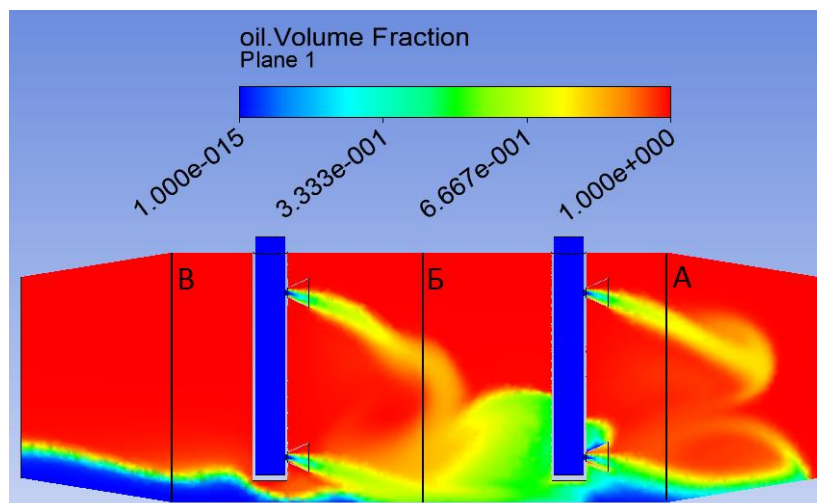 oil.Volume Fraction
Plane 1
1.000e-015
3.333e-001
6.667e-001
1.000e+000
В
Б
А